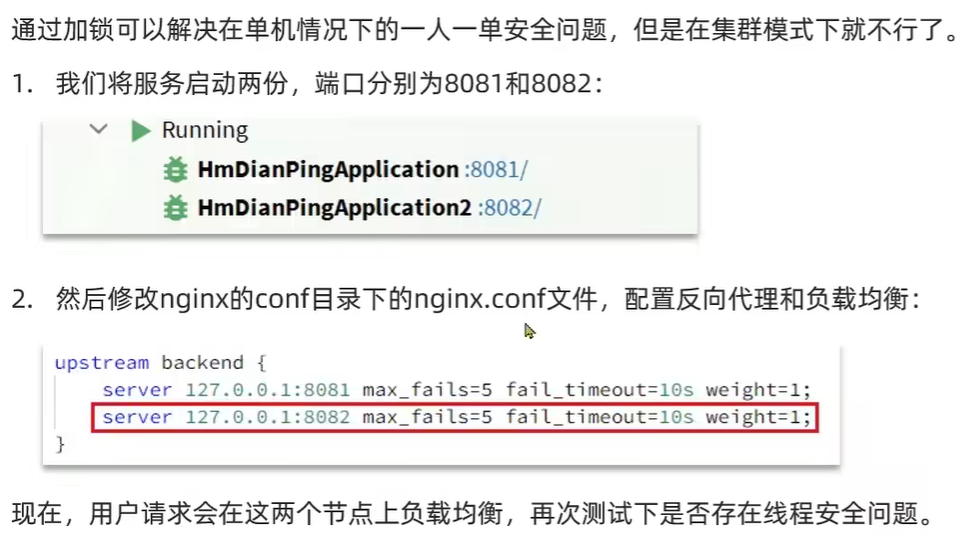 通过加锁可以解决在单机情况下的一人一单安全问题，但是在集群模式下就不行了。
1. 我们将服务启动两份，端口分别为8081和8082：
Running
HmDianPingApplication :8081/
HmDianPingApplication2 :8082/
2. 然后修改nginx的conf目录下的nginx.conf文件，配置反向代理和负载均衡：
upstream backend {
server 127.0.0.1:8081 max_fails=5 fail_timeout=10s weight=1;
server 127.0.0.1:8082 max_fails=5 fail_timeout=10s weight=1;
}
现在，用户请求会在这两个节点上负载均衡，再次测试下是否存在线程安全问题。